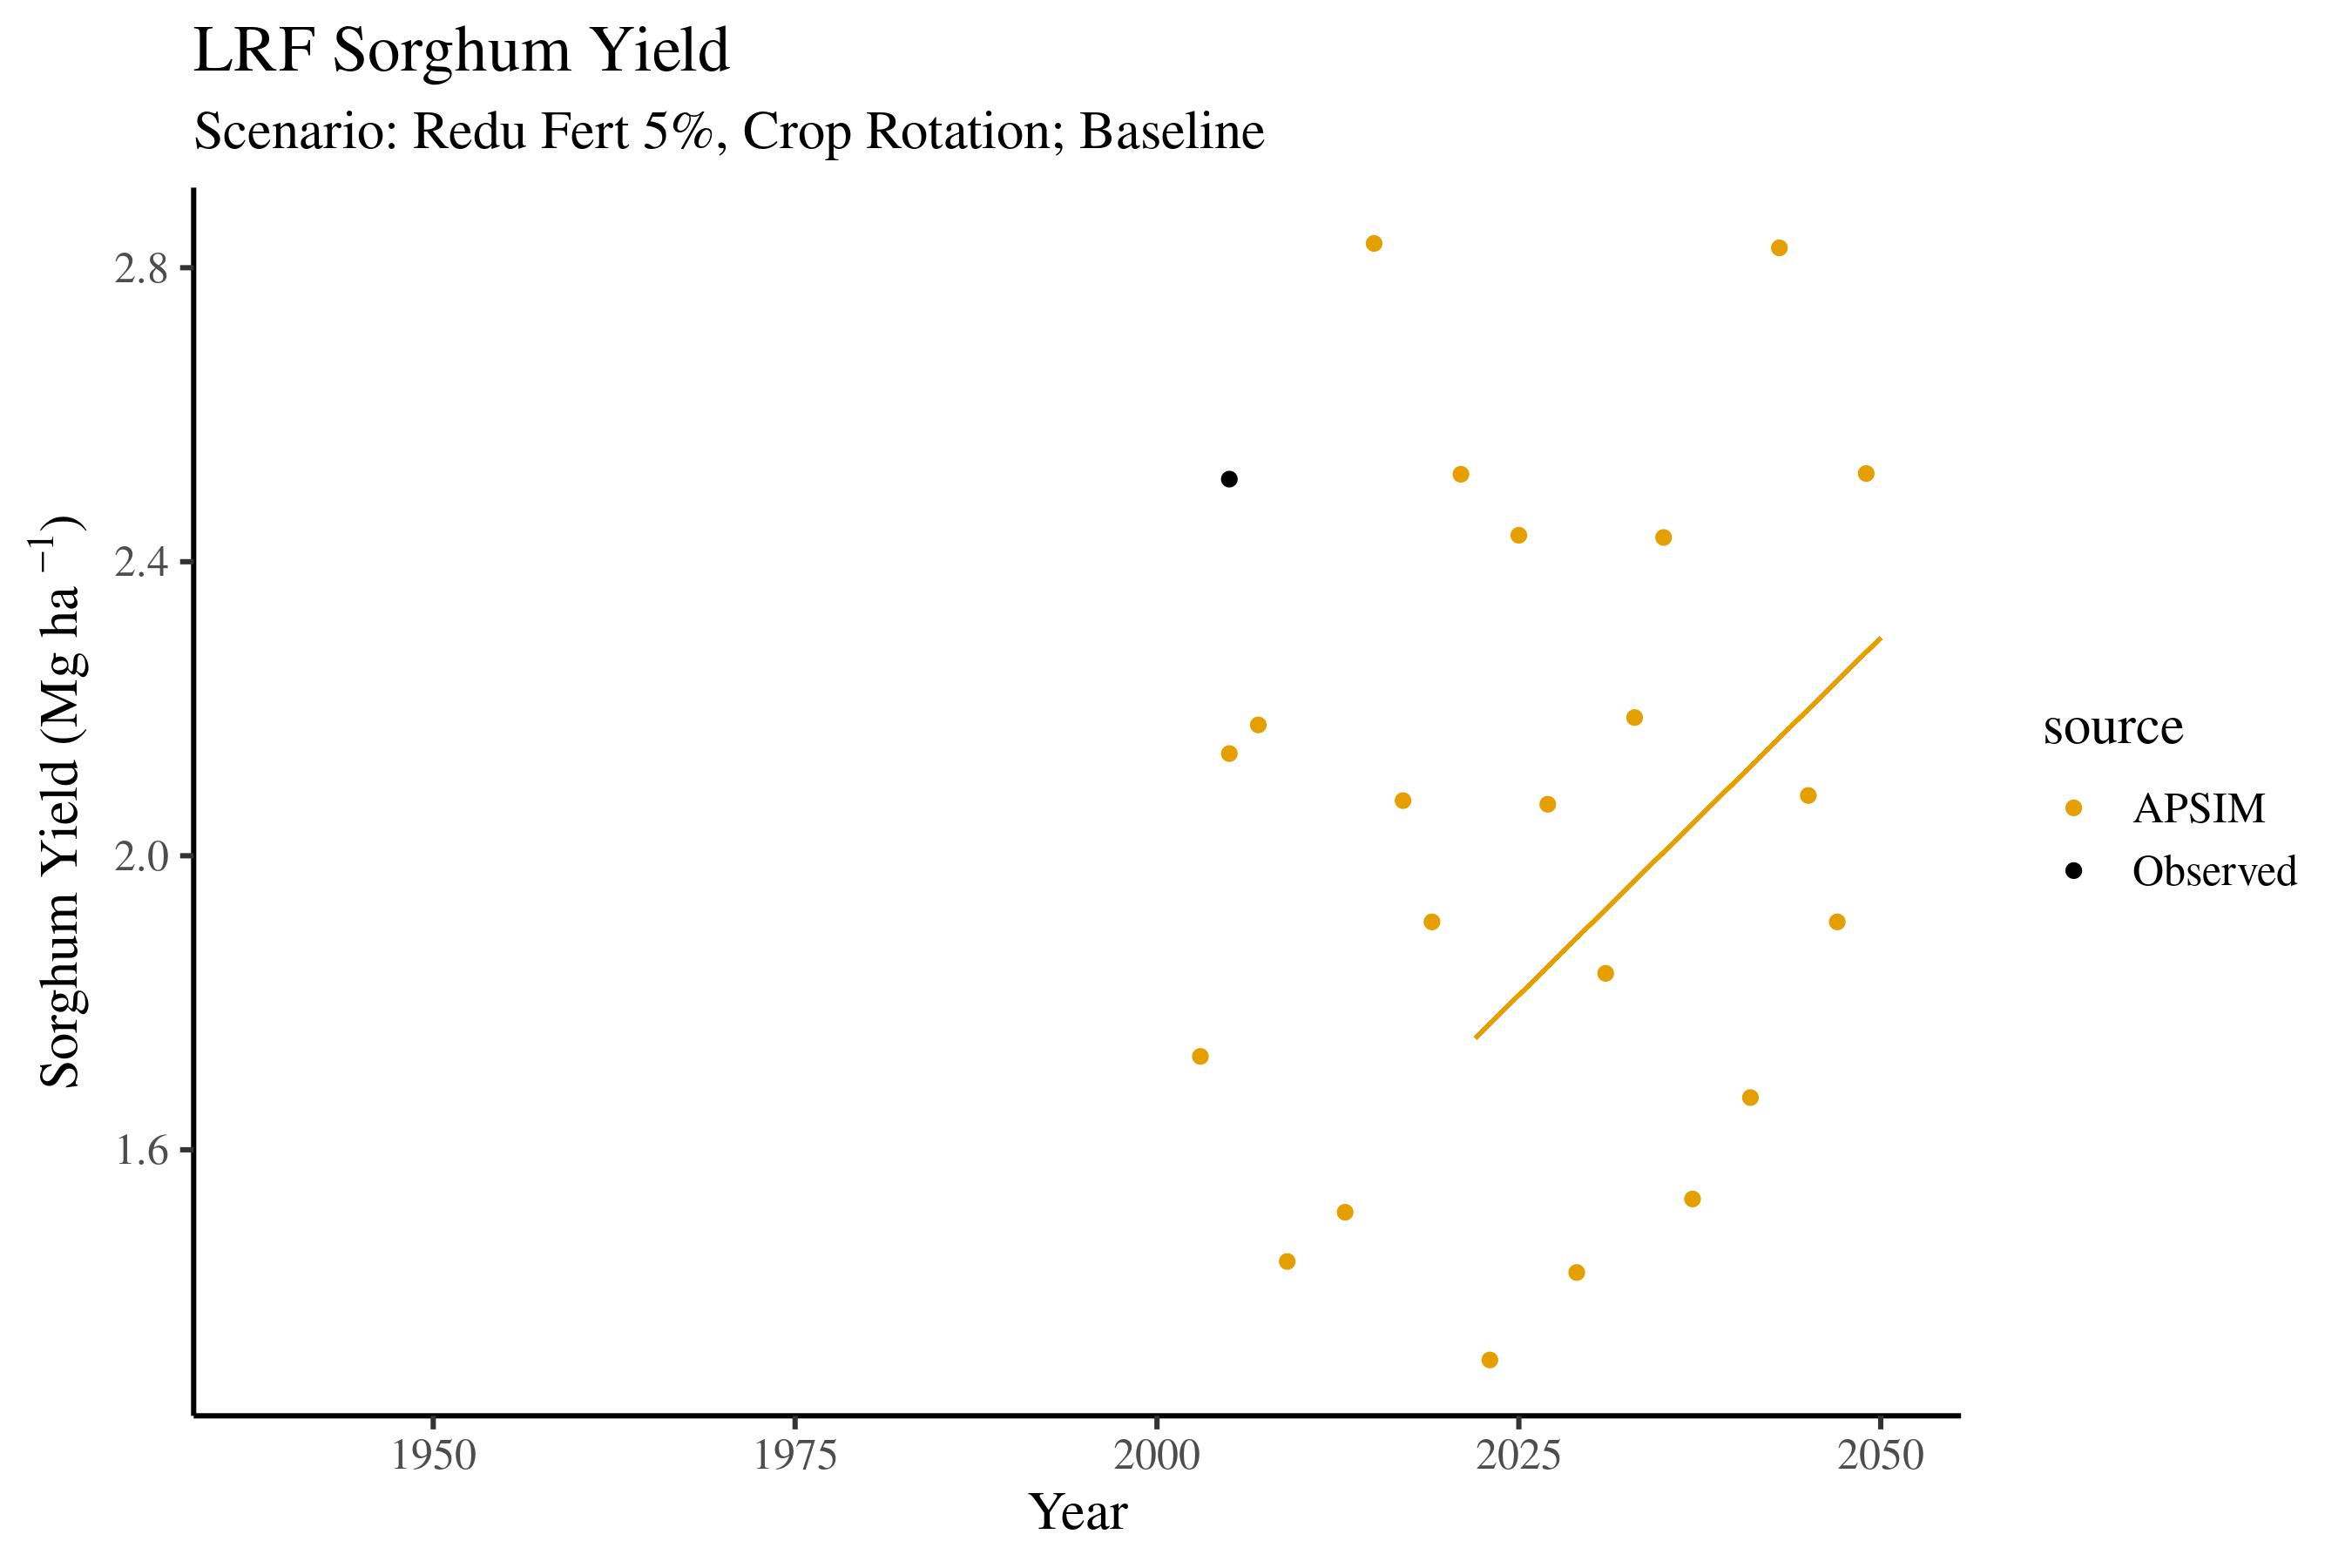 LRF Sorghum Yield
Scenario: Redu Fert 5%, Crop Rotation; Baseline
Sorghum Yield (Mg ha −1)
2.8
2.4
2.0
1.6
1950 1975 2000 2025 2050
Year
source
APSIM
Observed